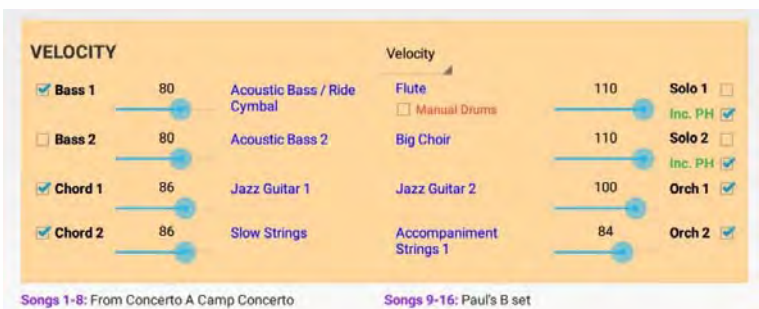 VELOCITY Velocity
Bass 1 80 Acoustic Bass / Ride Cymbal Flute 110 Solo 1
Manual Drums Inc. PH
Bass 2 80 Acoustic Bass 2 Big Choir 110 Solo 2
Inc. PH
Chord 1 86 Jazz Guitar 1 Jazz Guitar 2 100 Orch 1
Chord 2 86 Slow Strings Accompaniment Strings 1 84 Orch 2
Songs 1-8: From Concerto A Camp Concerto Songs 9-16: Paul's B set